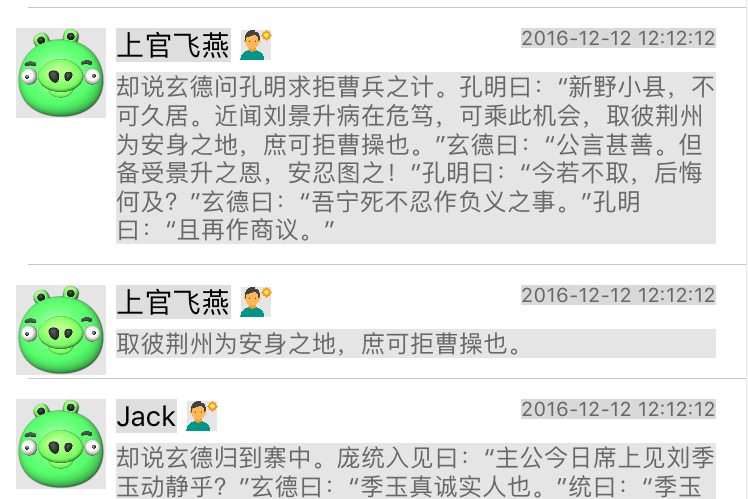 上官飞燕 2016-12-12 12:12:12
却说玄德问孔明求拒曹兵之计。孔明曰：“新野小县，不
可久居。近闻刘景升病在危笃，可乘此机会，取彼荆州
为安身之地，庶可拒曹操也。”玄德曰：“公言甚善。但
备受景升之恩，安忍图之！”孔明曰：“今若不取，后悔
何及？”玄德曰：“吾宁死不忍作负义之事。”孔明
曰：“且再作商议。”
上官飞燕 2016-12-12 12:12:12
取彼荆州为安身之地，庶可拒曹操也。
Jack 2016-12-12 12:12:12
却说玄德归到寨中。庞统入见曰：“主公今日席上见刘季
玉动静乎？”玄德曰：“季玉真诚实人也。”统曰：“季玉